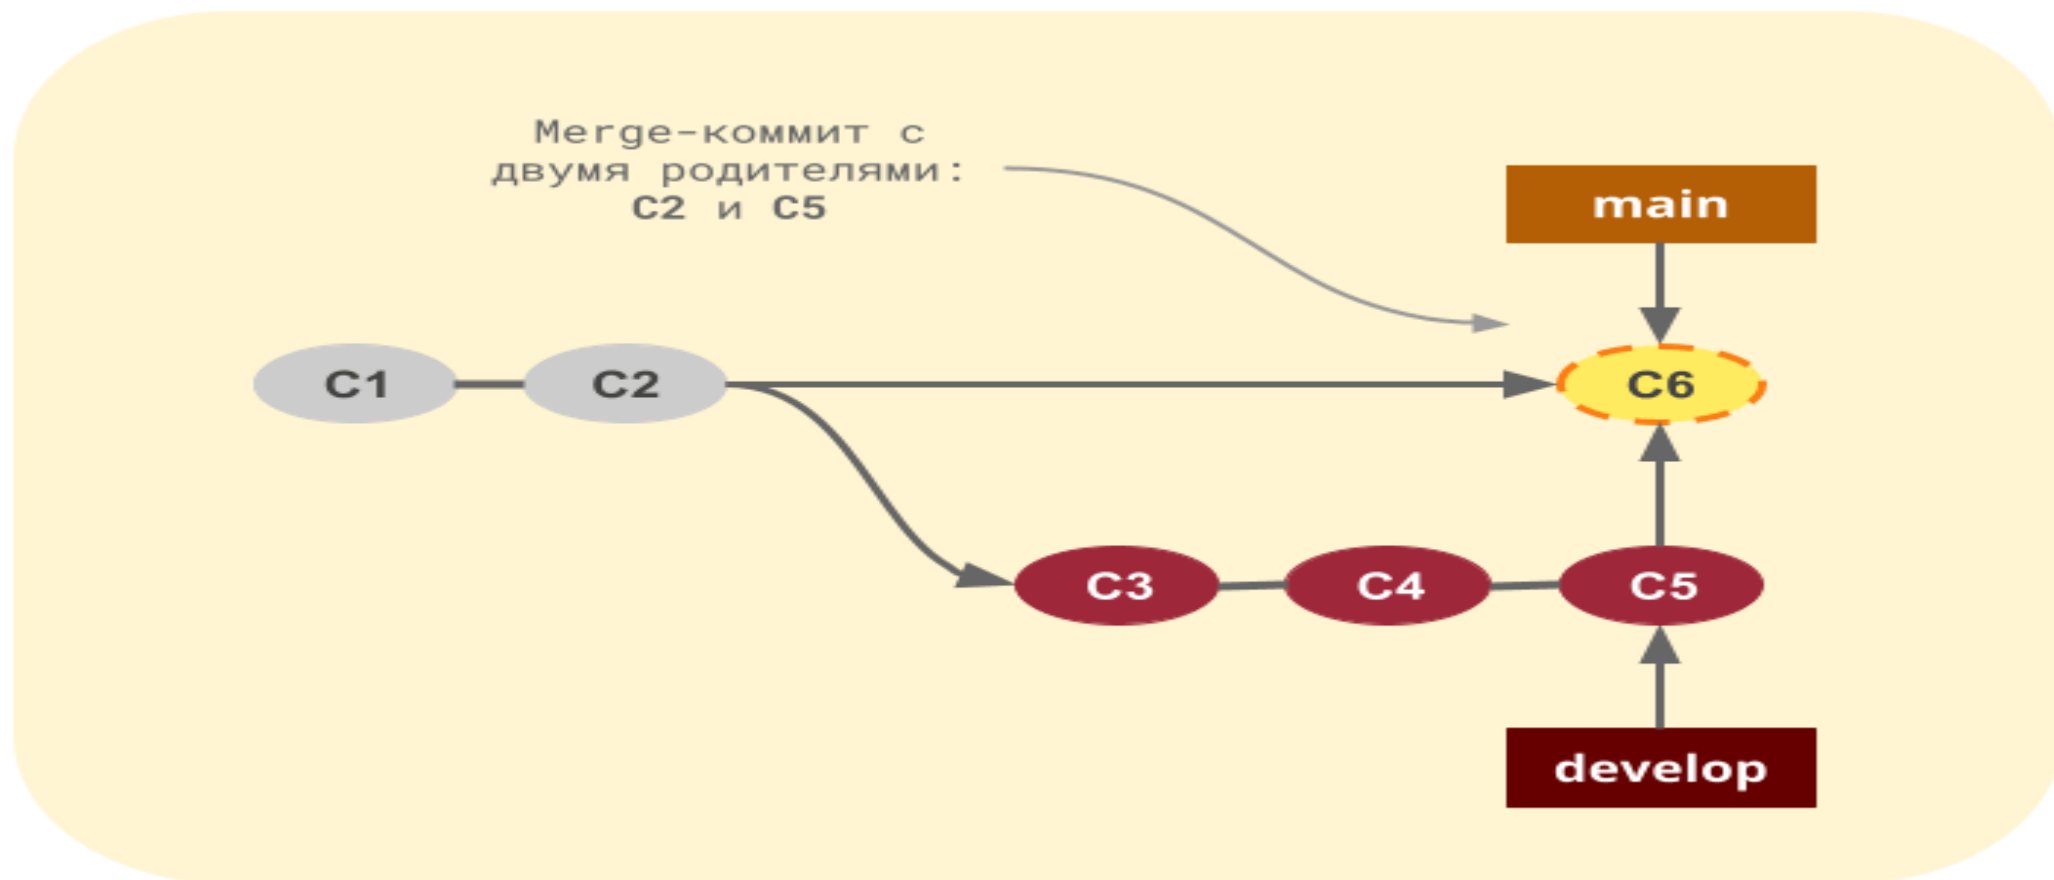 Merge-коммит с
двумя родителями:
C2 и C5
main
C1
C2
C6
C3
C4
C5
develop